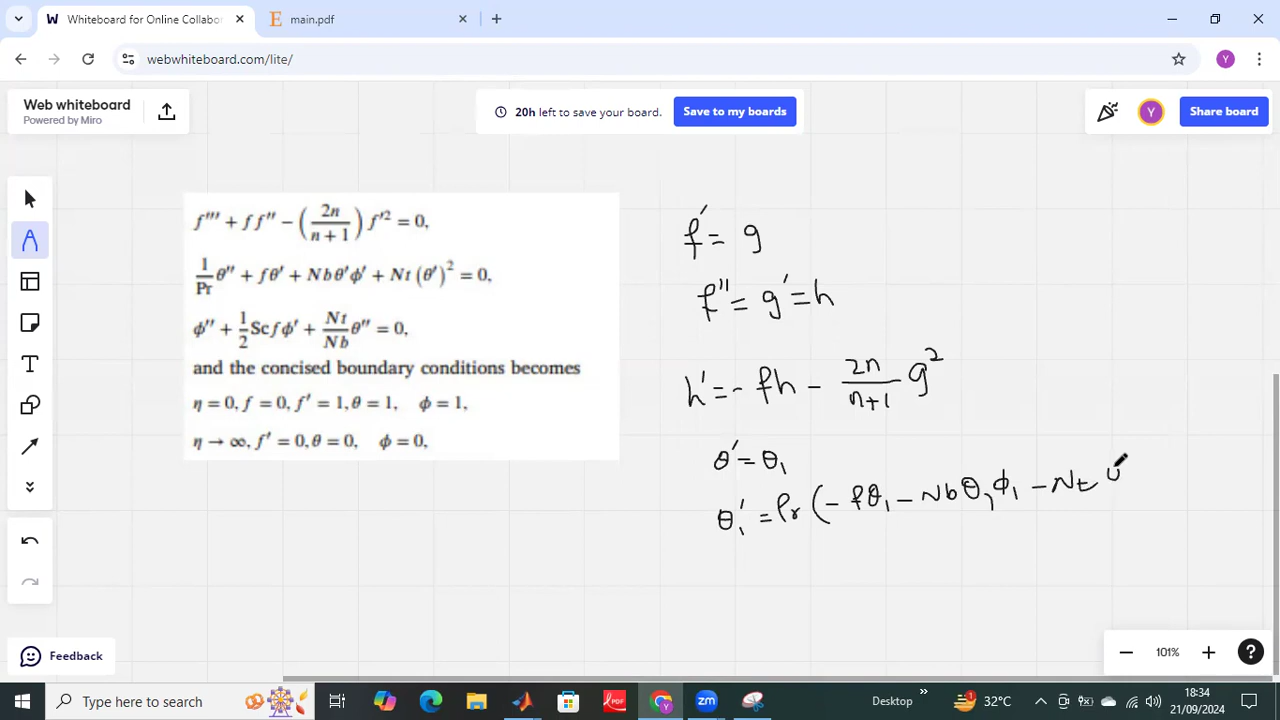 Whiteboard for Online Collabor
main.pdf
webwhiteboard.com/lite/
Web whiteboard
Powered by Miro
20h left to save your board.
Save to my boards
Y
Share board
f''' + f f'' − (2n/(n + 1)) f'² = 0,
1/Pr θ'' + fθ' + Nbθ'ϕ' + Nt (θ')² = 0,
ϕ'' + 1/2 Scfϕ' + Nt/Nb θ'' = 0,
and the concised boundary conditions becomes
η = 0, f = 0, f' = 1, θ = 1, ϕ = 1,
η → ∞, f' = 0, θ = 0, ϕ = 0,
f' = g
f'' = g' = h
h' = - fh - 2n/(n+1) g²
θ' = θ₁
θ₁' = Pr (- fθ₁ - Nbθ₁ϕ₁ - Nt
Feedback
101%
Type here to search
Desktop
32°C
18:34
21/09/2024